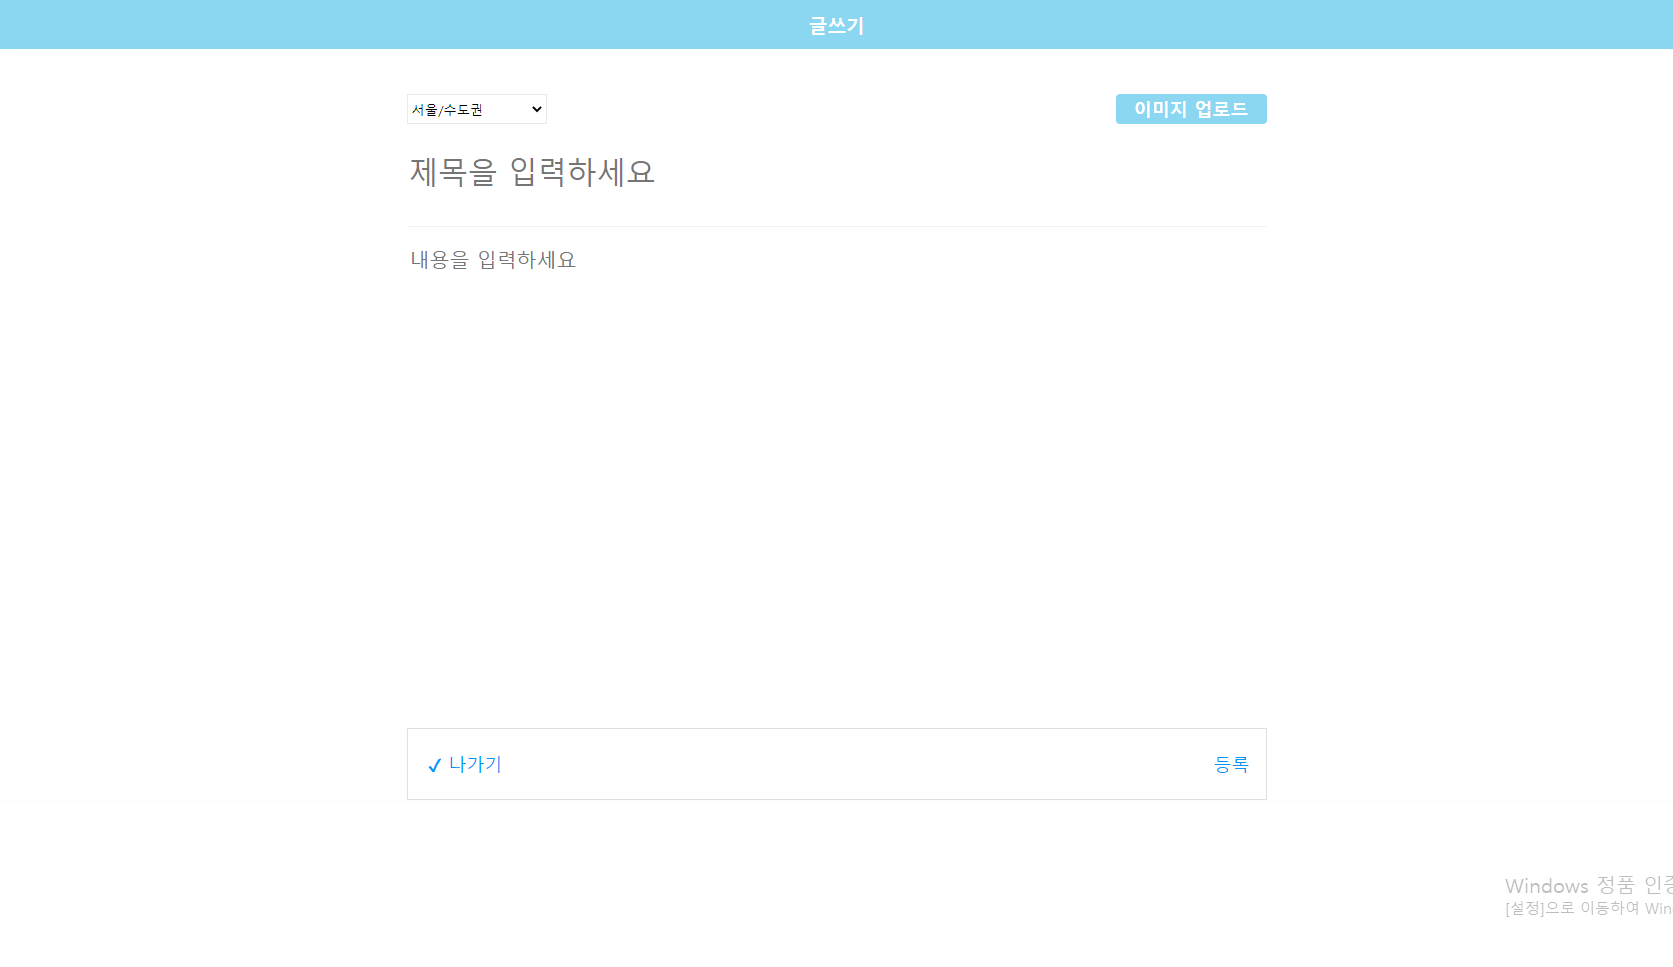 글쓰기
서울/수도권
이미지 업로드
제목을 입력하세요
내용을 입력하세요
✓ 나가기
등록
Windows 정품 인증
[설정]으로 이동하여 Win